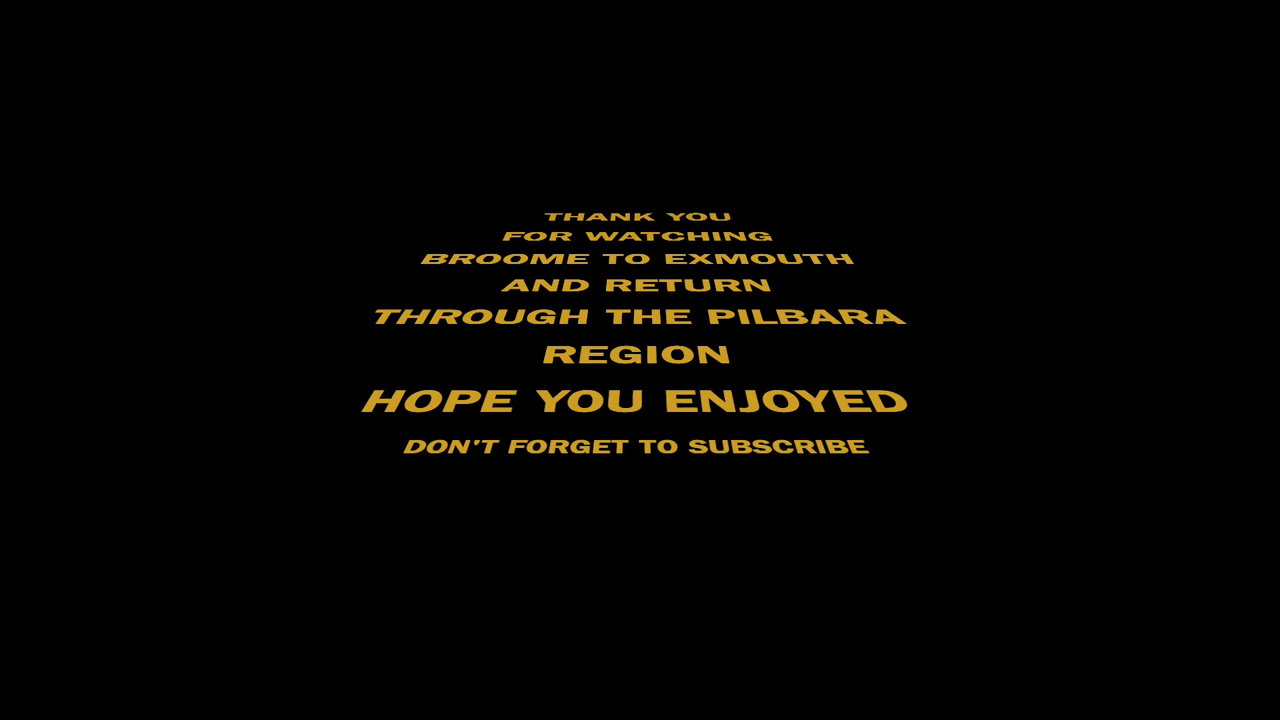 THANK YOU
FOR WATCHING
BROOME TO EXMOUTH
AND RETURN
THROUGH THE PILBARA
REGION
HOPE YOU ENJOYED
DON'T FORGET TO SUBSCRIBE